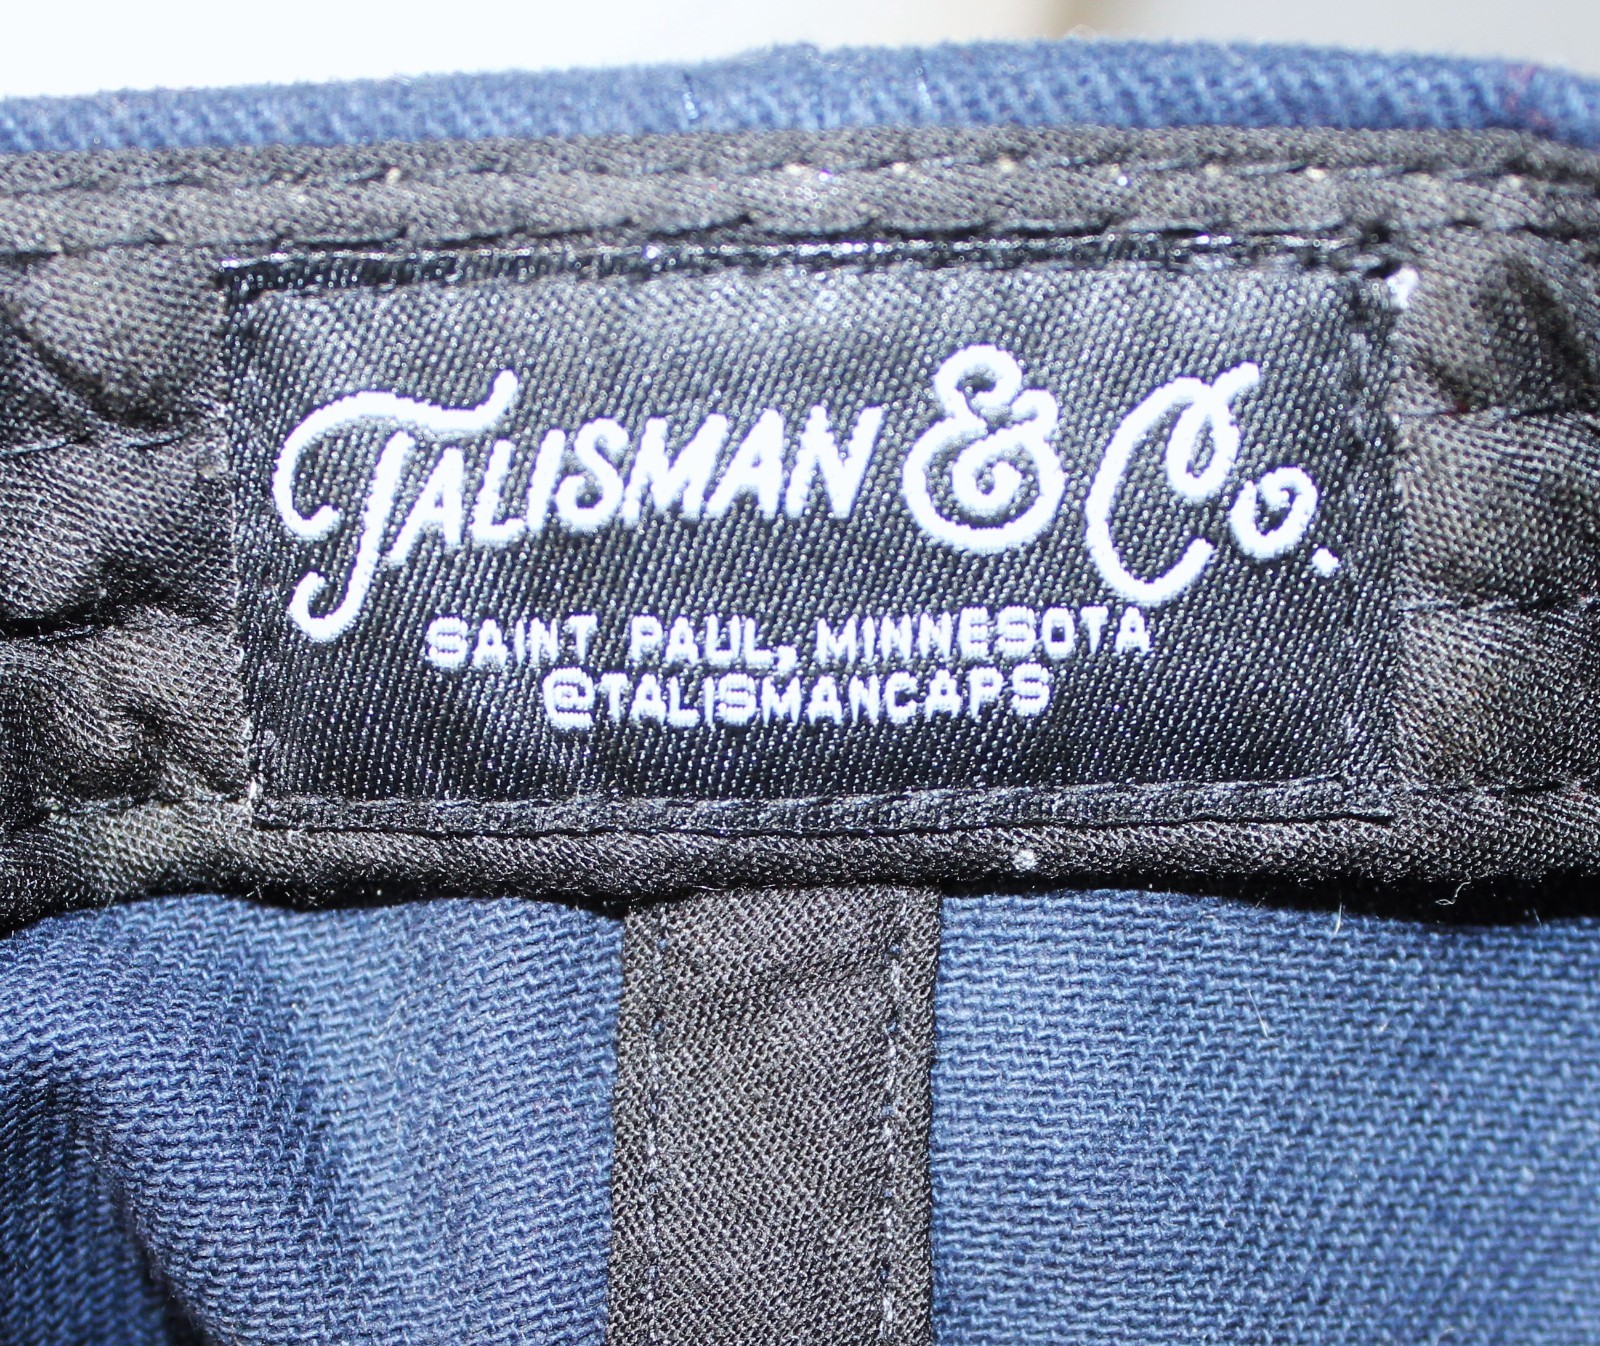 TALISMAN & Co.
SAINT PAUL, MINNESOTA
@TALISMANCAPS